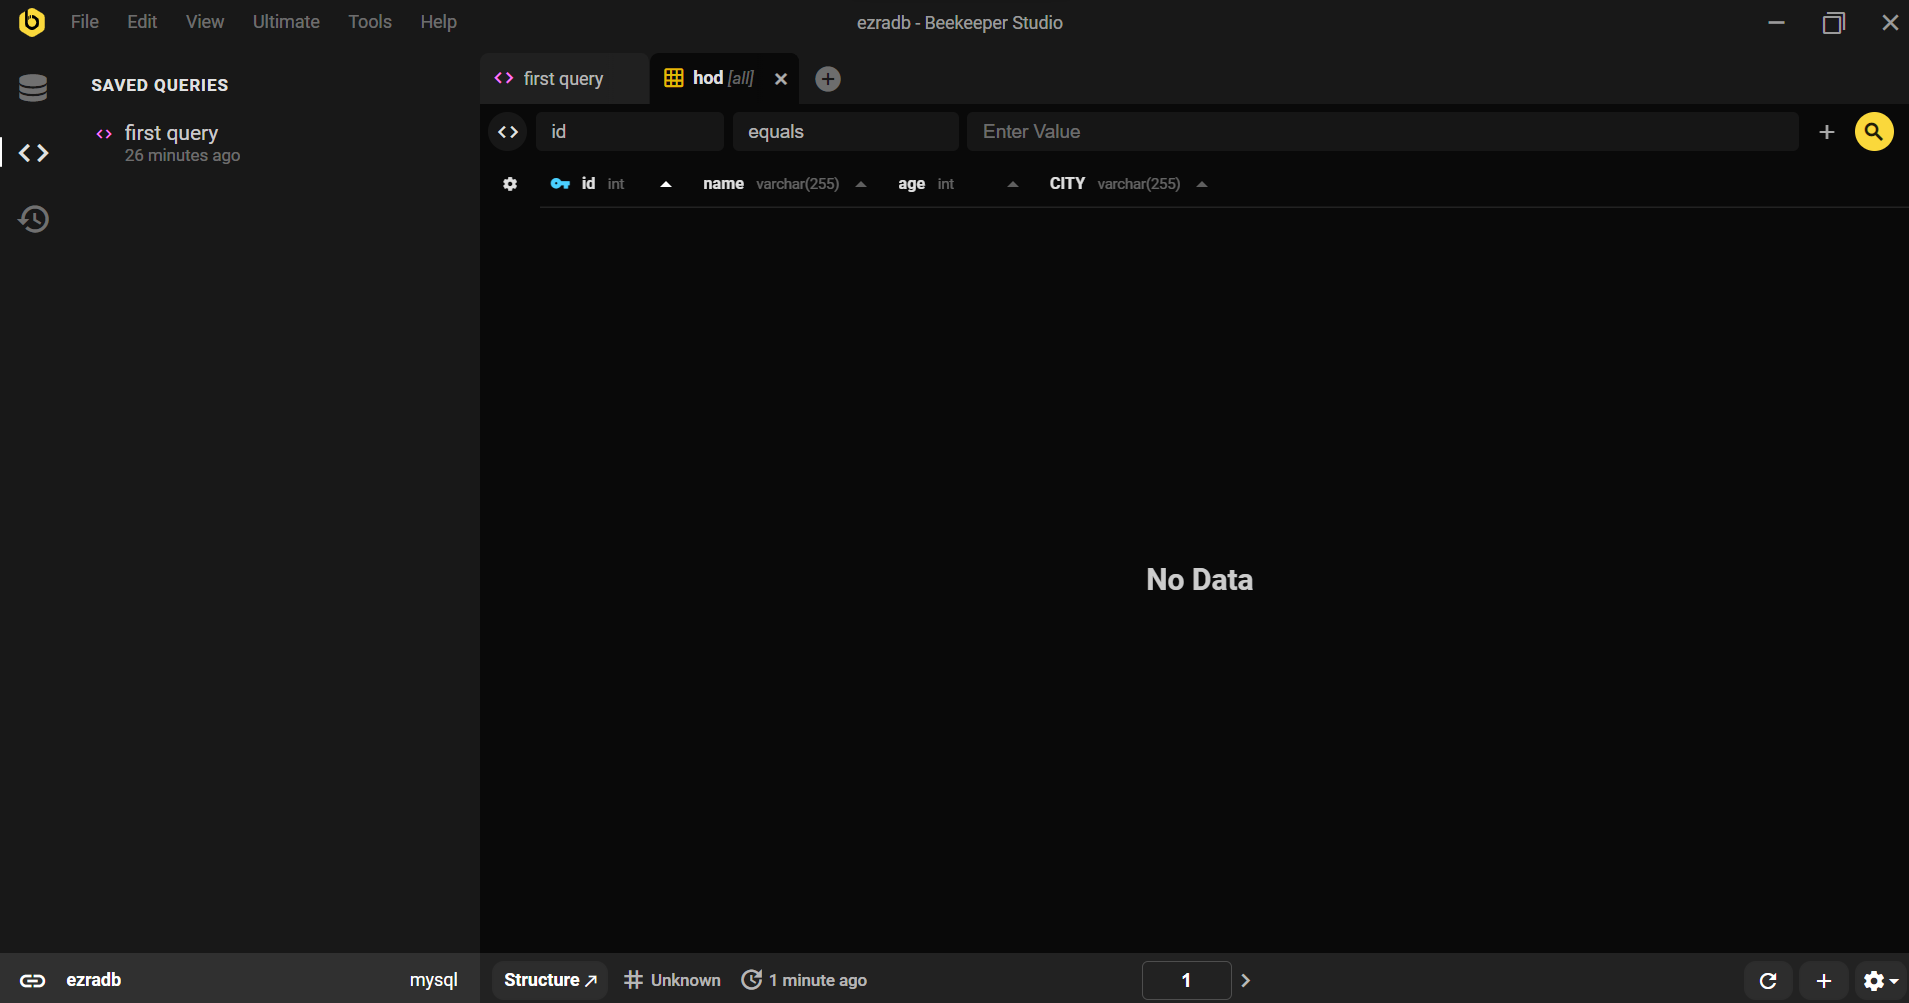 File Edit View Ultimate Tools Help
ezradb - Beekeeper Studio
SAVED QUERIES
first query
26 minutes ago
first query
hod [all]
id
equals
Enter Value
id int name varchar(255) age int CITY varchar(255)
No Data
ezradb mysql
Structure Unknown 1 minute ago 1